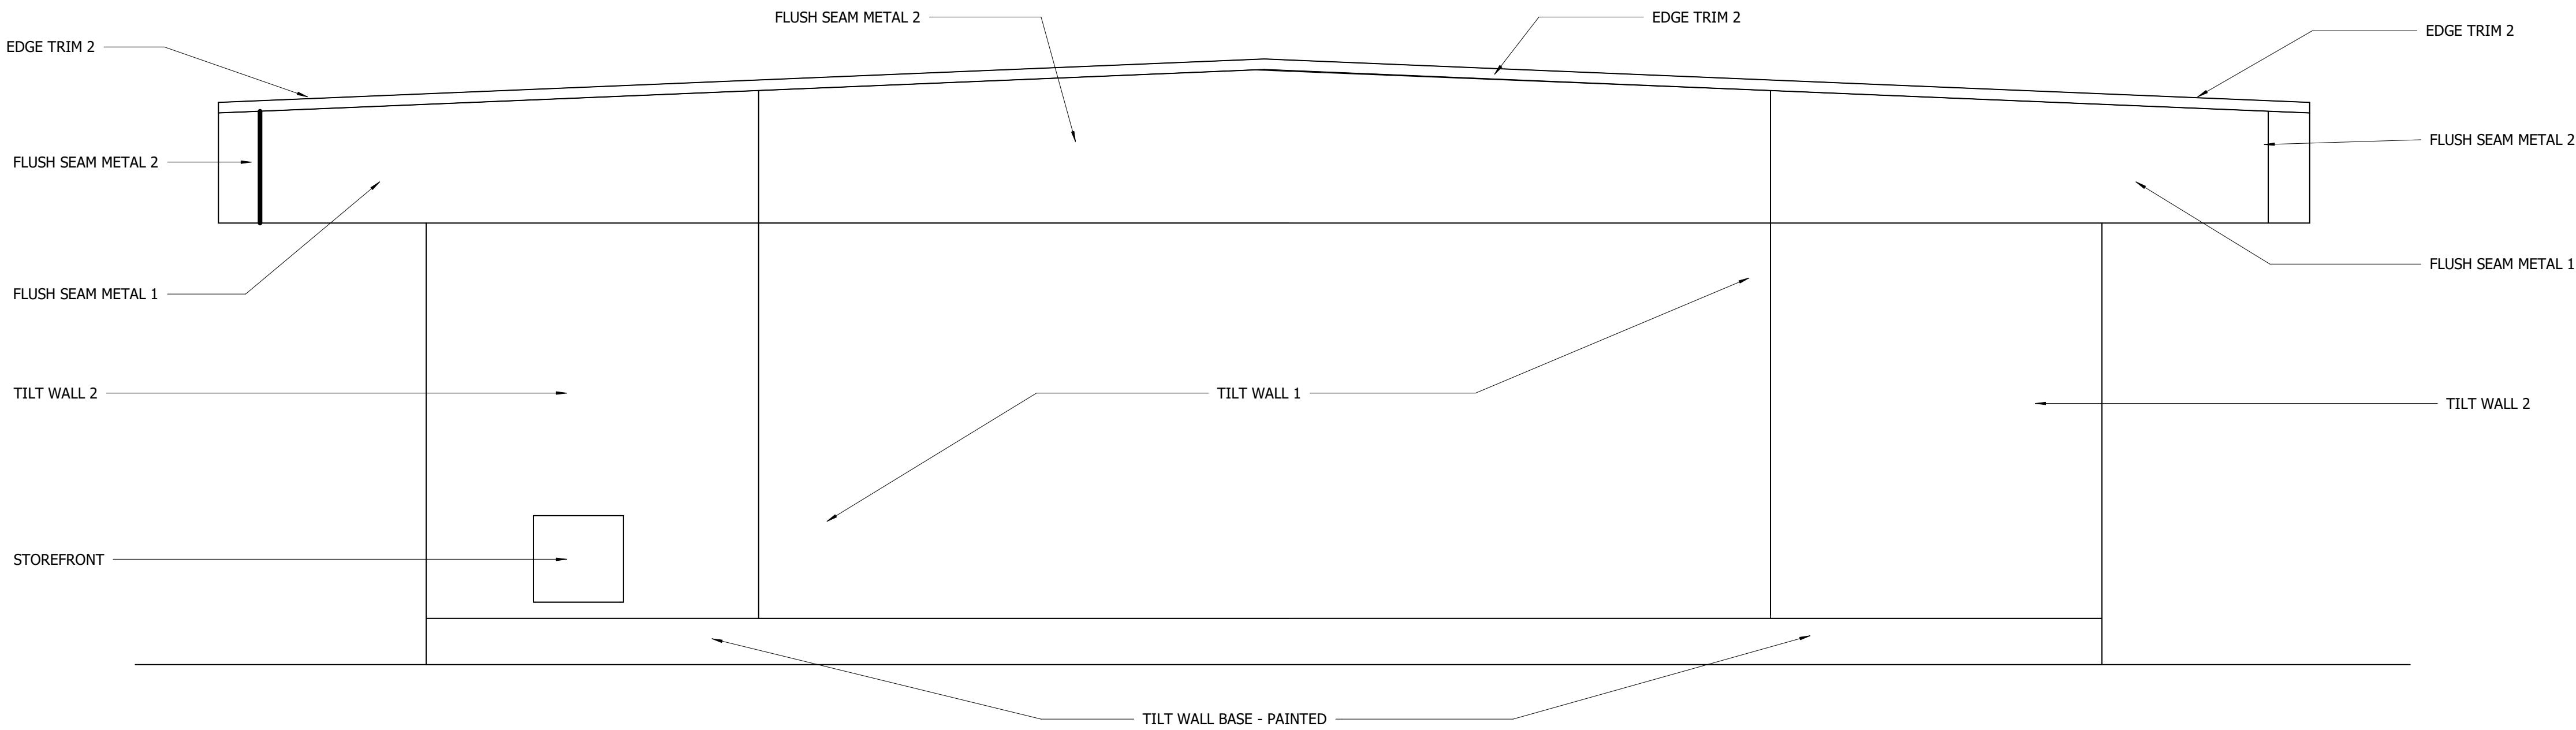 FLUSH SEAM METAL 2
EDGE TRIM 2
EDGE TRIM 2
EDGE TRIM 2
FLUSH SEAM METAL 2
FLUSH SEAM METAL 2
FLUSH SEAM METAL 1
FLUSH SEAM METAL 1
TILT WALL 2
TILT WALL 1
TILT WALL 2
STOREFRONT
TILT WALL BASE - PAINTED